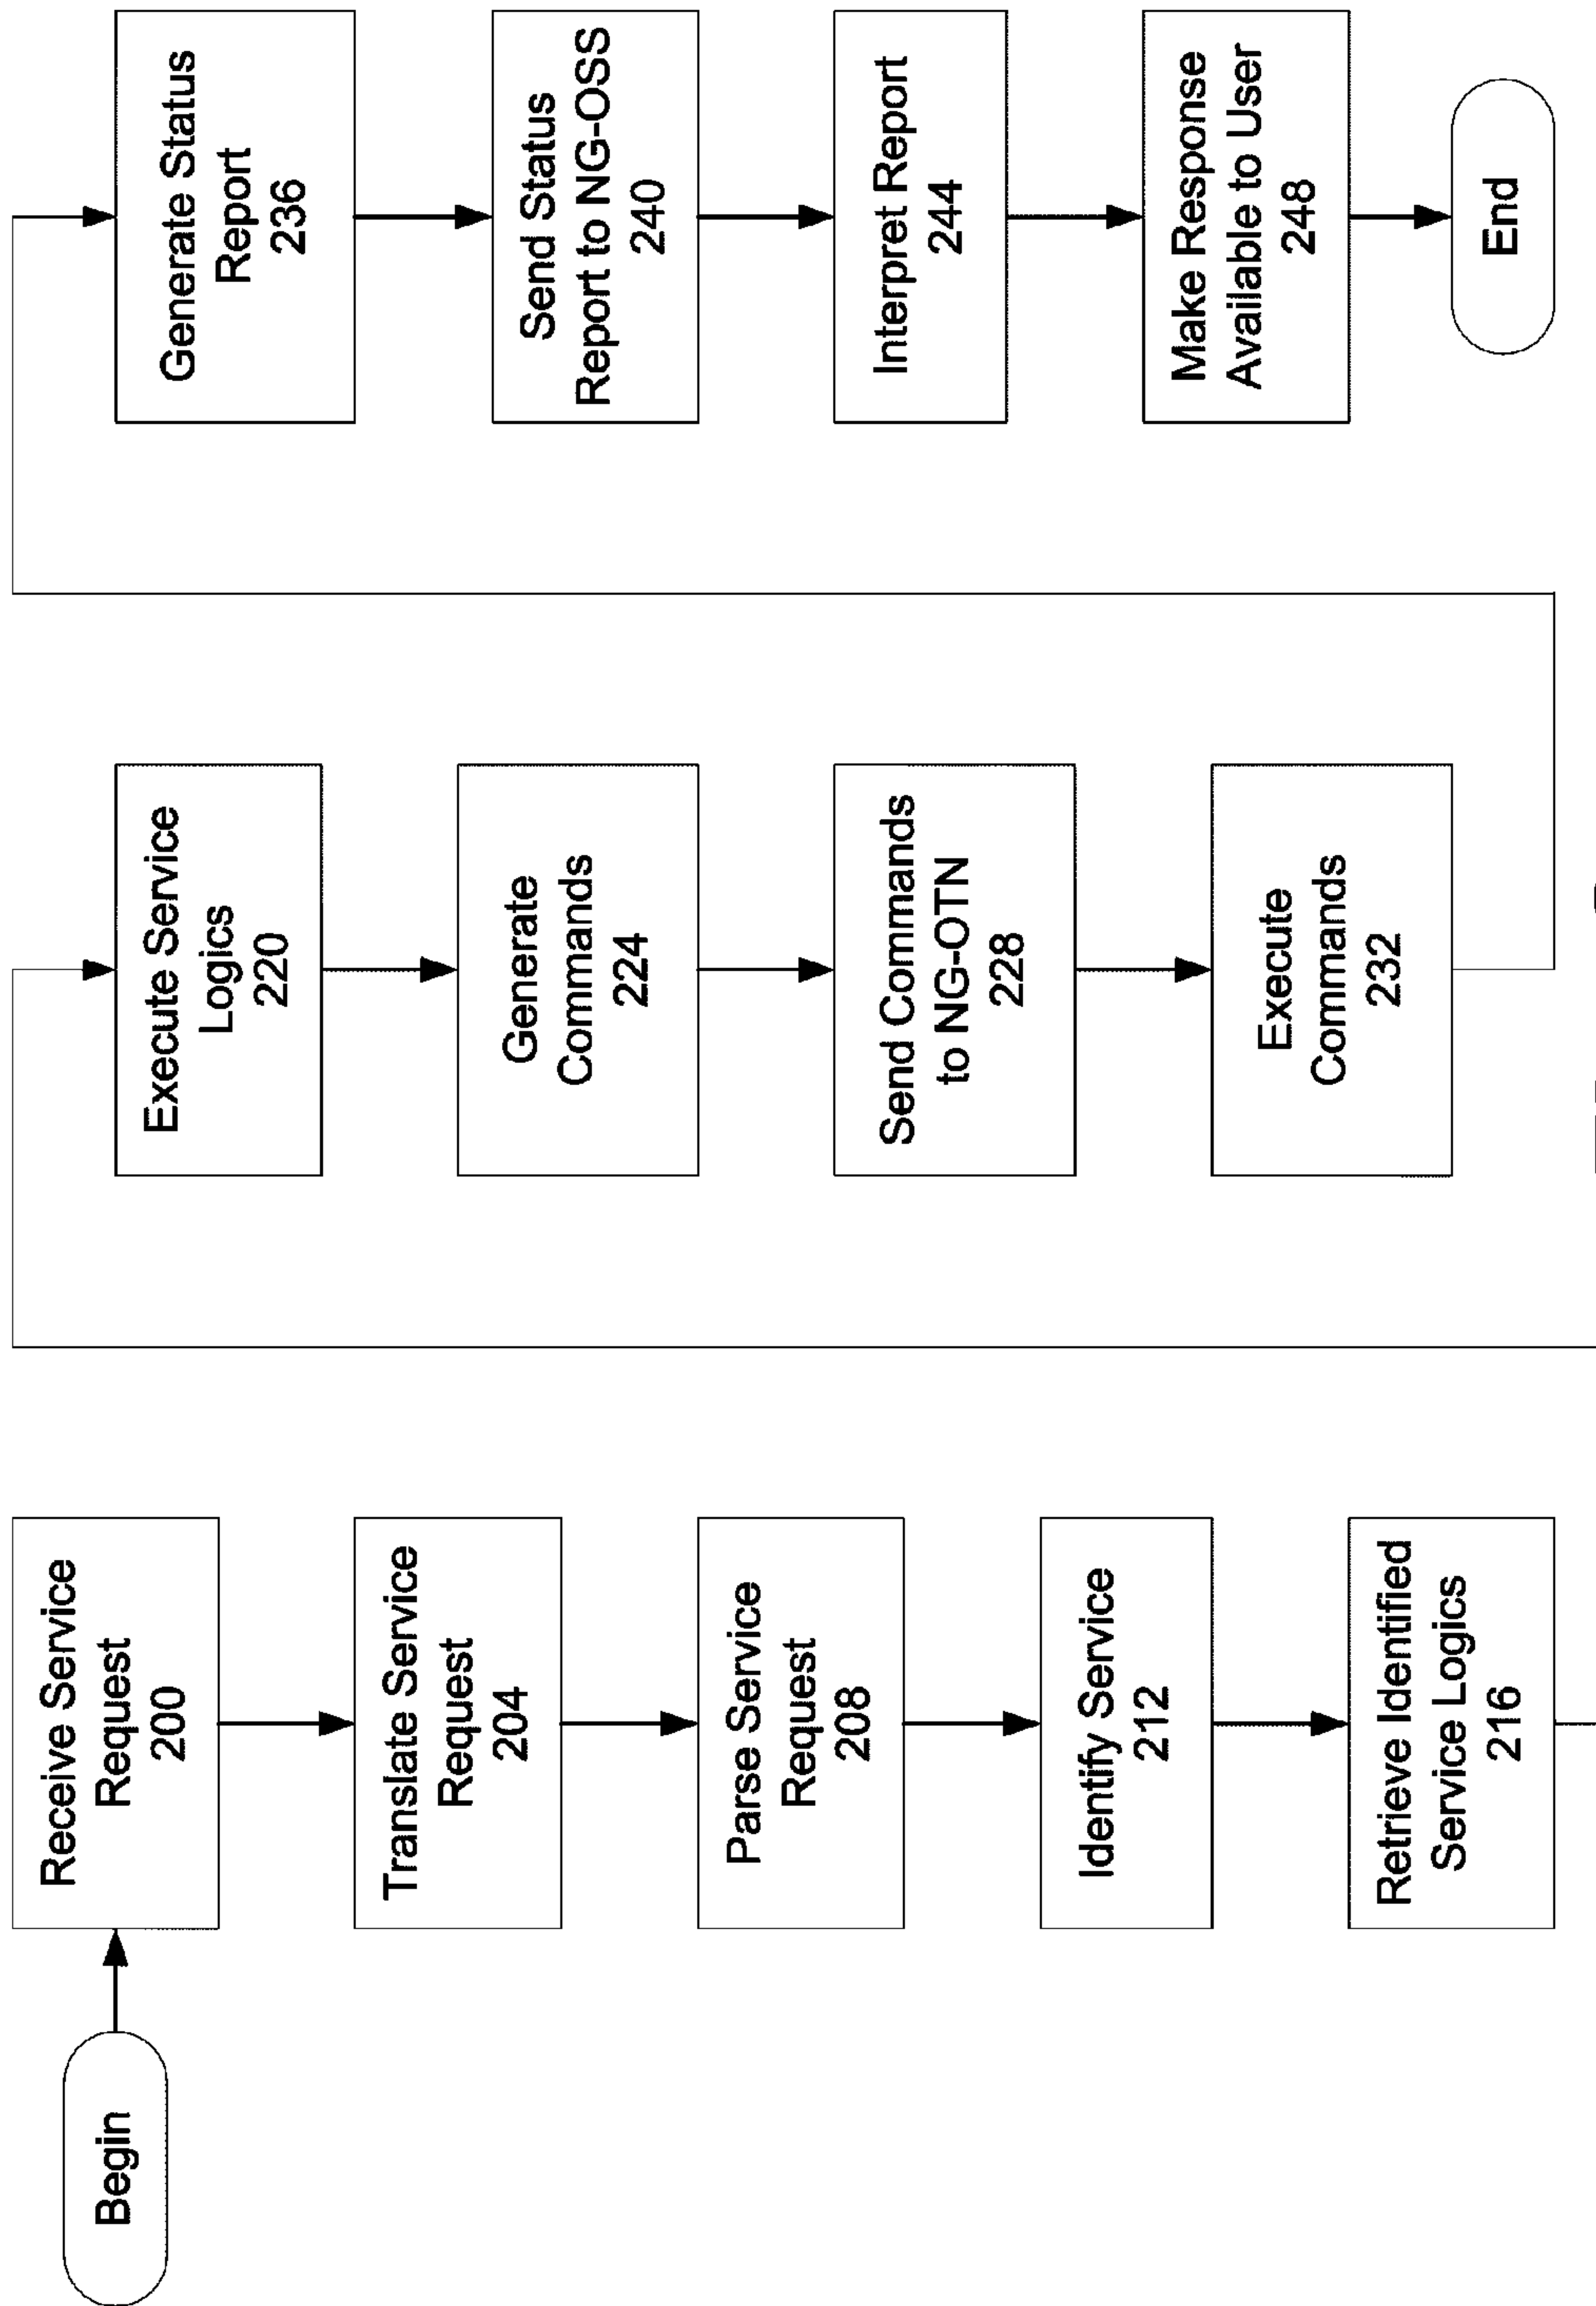 Begin
Receive Service
Request
200
Translate Service
Request
204
Parse Service
Request
208
Identify Service
212
Retrieve Identified
Service Logics
216
Execute Service
Logics
220
Generate
Commands
224
Send Commands
to NG-OTN
228
Execute
Commands
232
Generate Status
Report
236
Send Status
Report to NG-OSS
240
Interpret Report
244
Make Response
Available to User
248
End